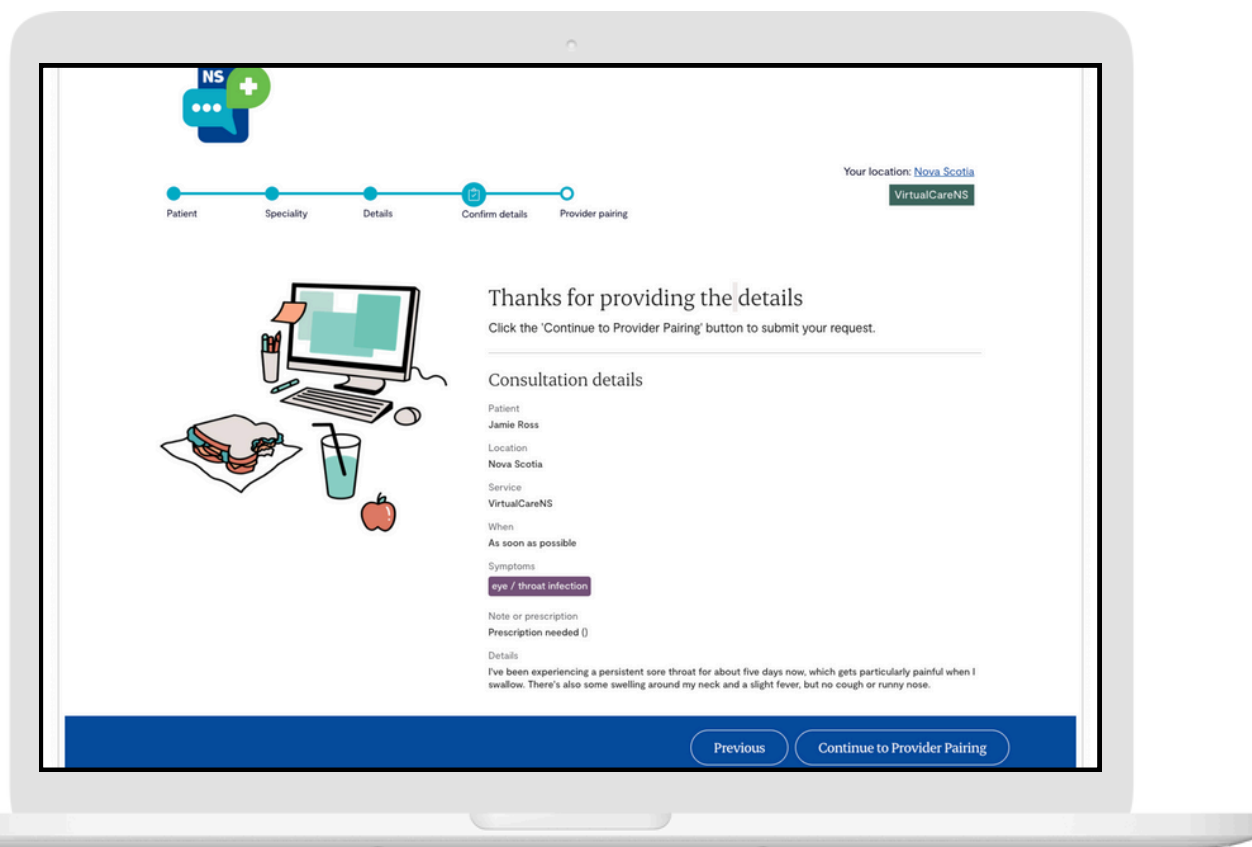 NS
Your location: Nova Scotia
VirtualCareNS
Patient
Speciality
Details
Confirm details
Provider pairing
Thanks for providing the details
Click the 'Continue to Provider Pairing' button to submit your request.
Consultation details
Patient
Jamie Ross
Location
Nova Scotia
Service
VirtualCareNS
When
As soon as possible
Symptoms
eye / throat infection
Note or prescription
Prescription needed ()
Details
I've been experiencing a persistent sore throat for about five days now, which gets particularly painful when I
swallow. There's also some swelling around my neck and a slight fever, but no cough or runny nose.
Previous
Continue to Provider Pairing